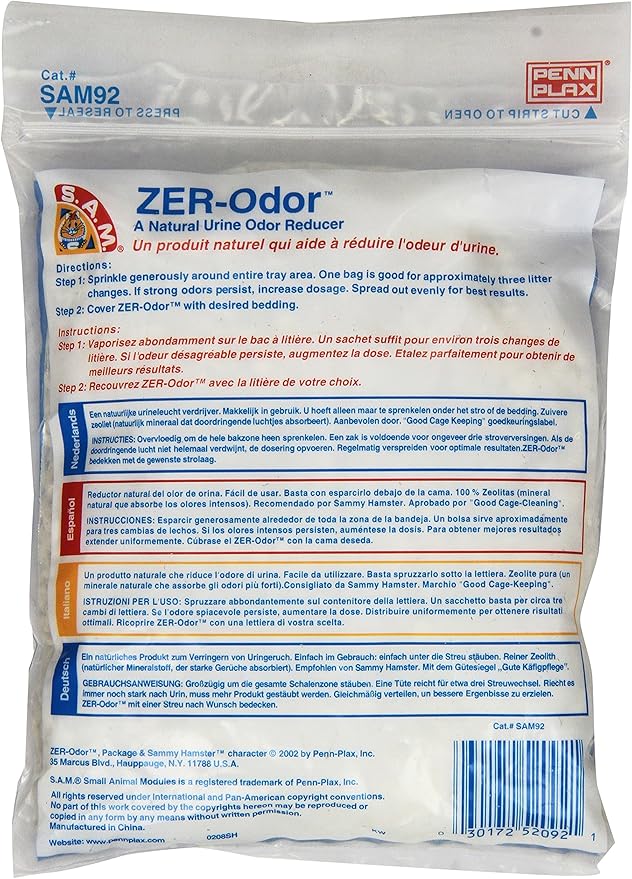 Cat.#
SAM92
PRESS TO RESEAL
PENN
PLAX
CUT STRIP TO OPEN
S.A.M.®
ZER-Odor™
A Natural Urine Odor Reducer
Un produit naturel qui aide à réduire l'odeur d'urine.
Directions:
Step 1: Sprinkle generously around entire tray area. One bag is good for approximately three litter
changes. If strong odors persist, increase dosage. Spread out evenly for best results.
Step 2: Cover ZER-Odor™ with desired bedding.
Instructions:
Step 1: Vaporisez abondamment sur le bac à litière. Un sachet suffit pour environ trois changes de
litière. Si l'odeur désagréable persiste, augmentez la dose. Etalez parfaitement pour obtenir de
meilleurs résultats.
Step 2: Recouvrez ZER-Odor™ avec la litière de votre choix.
Nederlands
Een natuurlijke urineleucht verdrijver. Makkelijk in gebruik. U hoeft alleen maar te sprenkelen onder het stro of de bedding. Zuivere
zeoliet (natuurlijk mineraal dat doordringende luchtjes absorbeert). Aanbevolen door. "Good Cage Keeping" goedkeuringslabel.
INSTRUCTIES: Overvloedig om de hele bakzone heen sprenkelen. Een zak is voldoende voor ongeveer drie stroverversingen. Als de
doordringende lucht niet helemaal verdwijnt, de dosering opvoeren. Regelmatig verspreiden voor optimale resultaten.ZER-Odor™
bedekken met de gewenste strolaag.
Español
Reductor natural del olor de orina. Fácil de usar. Basta con esparcirlo debajo de la cama. 100% Zeolitas (mineral
natural que absorbe los olores intensos). Recomendado por Sammy Hamster. Aprobado por "Good Cage-Cleaning".
INSTRUCCIONES: Esparcir generosamente alrededor de toda la zona de la bandeja. Un bolsa sirve aproximadamente
para tres cambios de lechos. Si los olores intensos persisten, auméntese la dosis. Para obtener mejores resultados
extender uniformemente. Cúbrase el ZER-Odor™ con la cama deseda.
Italiano
Un prodotto naturale che riduce l'odore di urina. Facile da utilizzare. Basta spruzzarlo sotto la lettiera. Zeolite pura (un
minerale naturale che assorbe gli odori più forti).Consigliato da Sammy Hamster. Marchio "Good Cage-Keeping".
ISTRUZIONI PER L'USO: Spruzzare abbondantemente sul contenitore della lettiera. Un sacchetto basta per circa tre
cambi di lettiera. Se l'odore spiacevole persiste, aumentare la dose. Distribuire uniformemente per ottenere risultati
ottimali. Ricoprire ZER-Odor™ con una lettiera di vostra scelta.
Deutsch
Ein natürliches Produkt zum Verringern von Uringeruch. Einfach im Gebrauch: einfach unter die Streu stäuben. Reiner Zeolith
(natürlicher Mineralstoff, der starke Gerüche absorbiert). Empfohlen von Sammy Hamster. Mit dem Gütesiegel „Gute Käfigpflege".
GEBRAUCHSANWEISUNG: Großzügig um die gesamte Schalenzone stäuben. Eine Tüte reicht für etwa drei Streuwechsel. Riecht es
immer noch stark nach Urin, muss mehr Produkt gestäubt werden. Gleichmäßig verteilen, un bessere Ergenbisse zu erzielen.
ZER-Odor™ mit einer Streu nach Wunsch bedecken.
Cat.# SAM92
ZER-Odor™, Package & Sammy Hamster™ character © 2002 by Penn-Plax, Inc.
35 Marcus Blvd., Hauppauge, N.Y. 11788 U.S.A.
S.A.M.® Small Animal Modules is a registered trademark of Penn-Plax, Inc.
All rights reserved under International and Pan-American copyright conventions.
No part of this work covered by the copyrights hereon may be reproduced or
copied in any form by any means without written permission.
Manufactured in China.
Website: www.pennplax.com
0208SH
KW
0 30172 52092 1